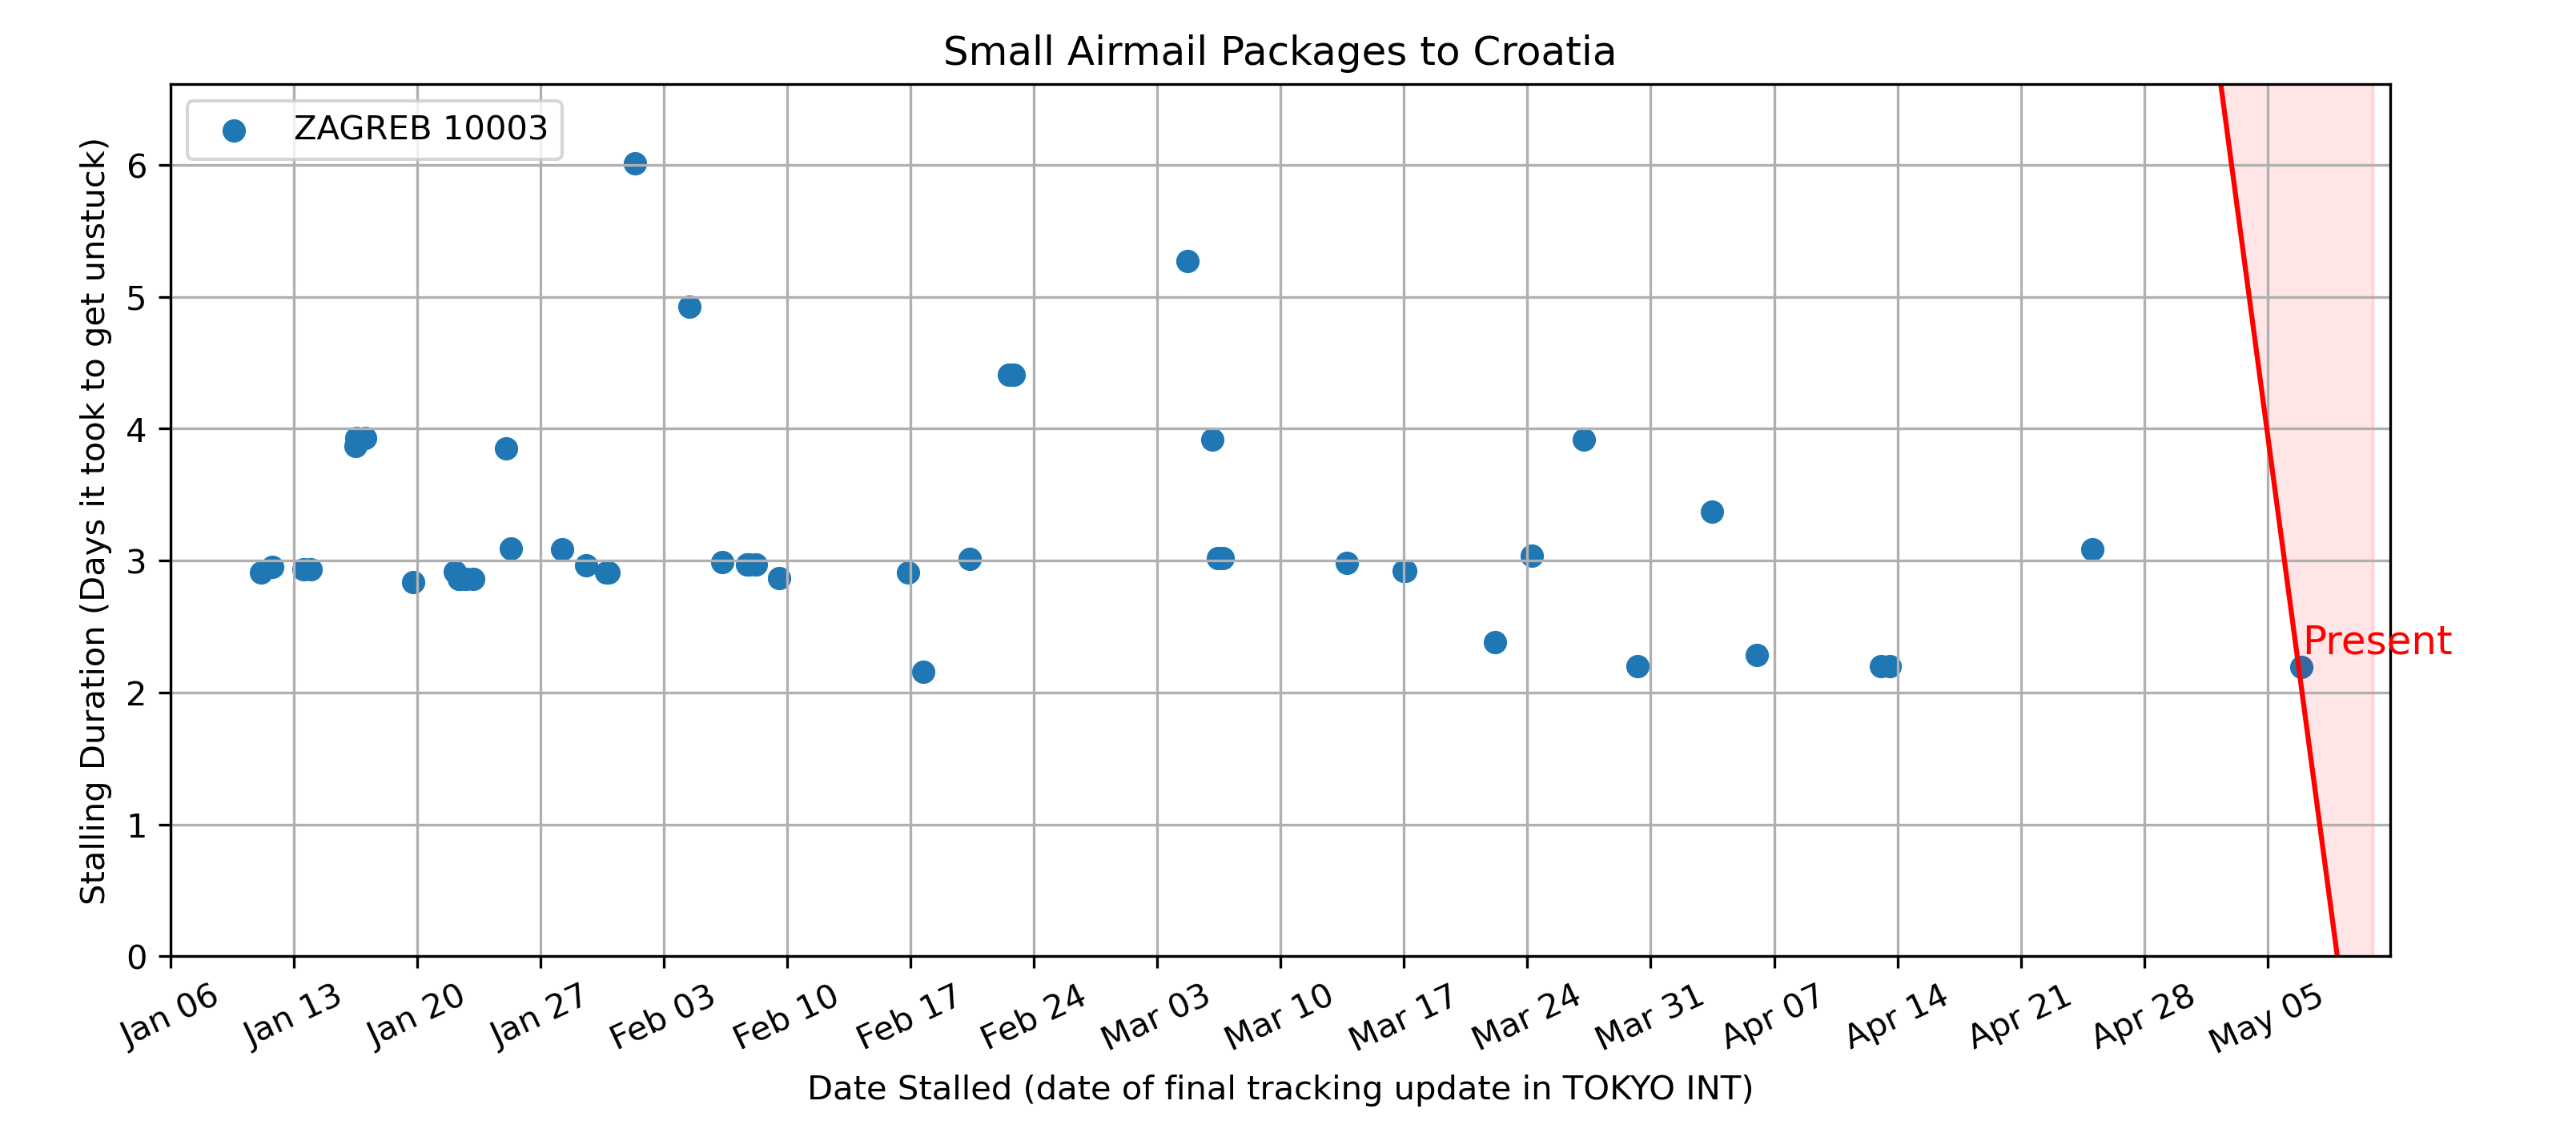 Small Airmail Packages to Croatia
ZAGREB 10003
Stalling Duration (Days it took to get unstuck)
6
5
4
3
2
1
0
Present
Jan 06
Jan 13
Jan 20
Jan 27
Feb 03
Feb 10
Feb 17
Feb 24
Mar 03
Mar 10
Mar 17
Mar 24
Mar 31
Apr 07
Apr 14
Apr 21
Apr 28
May 05
Date Stalled (date of final tracking update in TOKYO INT)